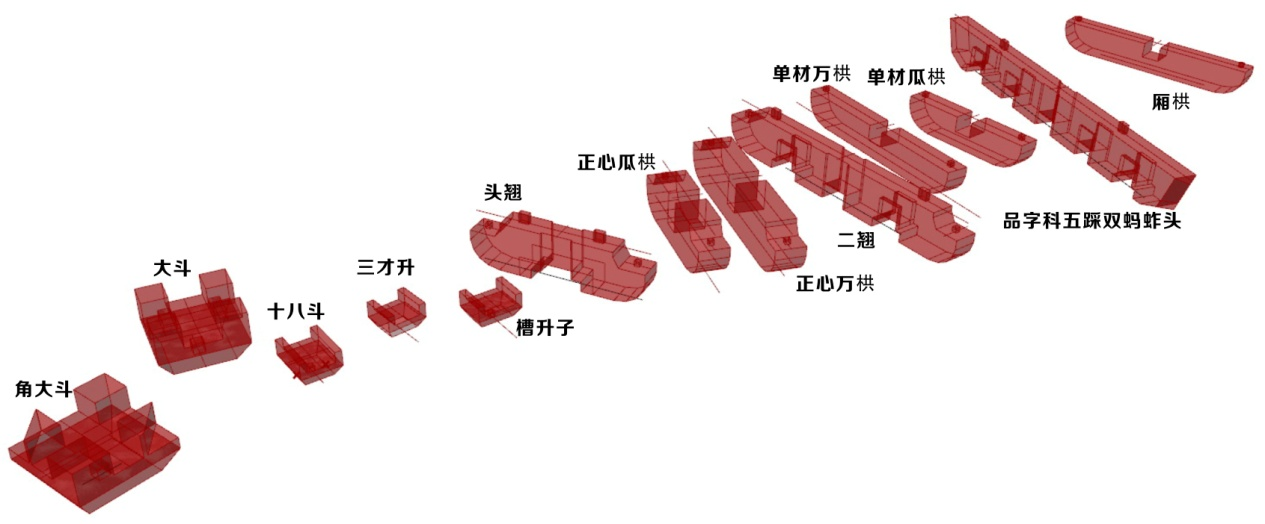 单材万栱
单材瓜栱
厢栱
正心瓜栱
头翘
品字科五踩双蚂蚱头
二翘
大斗
三才升
正心万栱
十八斗
槽升子
角大斗